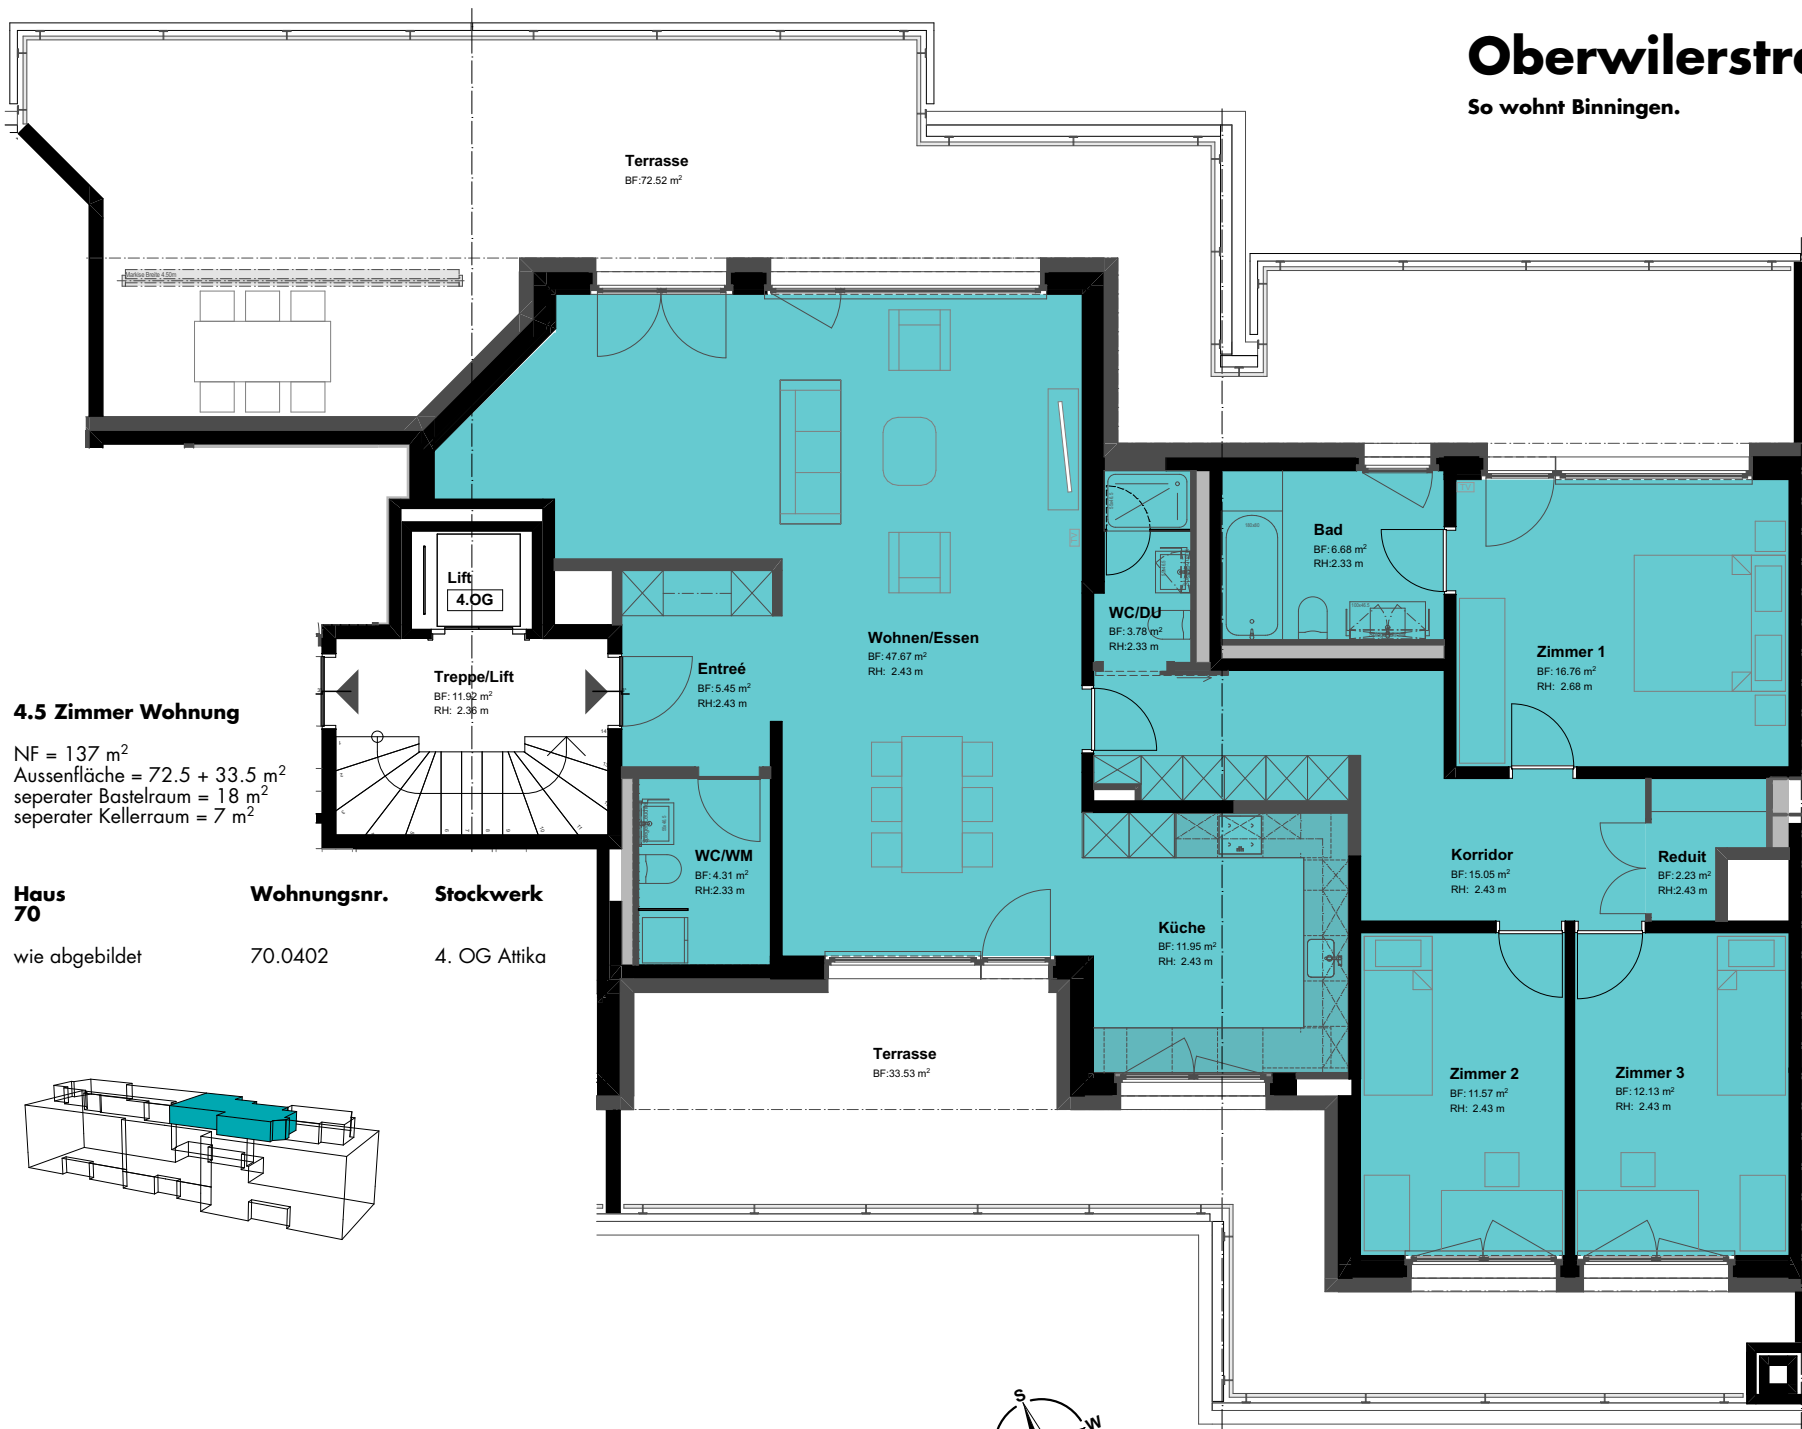 Oberwilerstra
So wohnt Binningen.
Terrasse
BF:72.52 m²
Markise Breite 4.50m
Lift
4.OG
Treppe/Lift
BF: 11.92 m²
RH: 2.36 m
Entreé
BF: 5.45 m²
RH:2.43 m
Wohnen/Essen
BF: 47.67 m²
RH: 2.43 m
TV
WC/DU
BF: 3.78 m²
RH:2.33 m
Bad
BF: 6.68 m²
RH:2.33 m
TV
Zimmer 1
BF: 16.76 m²
RH: 2.68 m
4.5 Zimmer Wohnung
NF = 137 m²
Aussenfläche = 72.5 + 33.5 m²
seperater Bastelraum = 18 m²
seperater Kellerraum = 7 m²
WC/WM
BF: 4.31 m²
RH:2.33 m
Korridor
BF: 15.05 m²
RH: 2.43 m
Reduit
BF: 2.23 m²
RH:2.43 m
Haus
70
Wohnungsnr.
Stockwerk
wie abgebildet
70.0402
4. OG Attika
Küche
BF: 11.95 m²
RH: 2.43 m
Terrasse
BF:33.53 m²
Zimmer 2
BF: 11.57 m²
RH: 2.43 m
Zimmer 3
BF: 12.13 m²
RH: 2.43 m
S
W